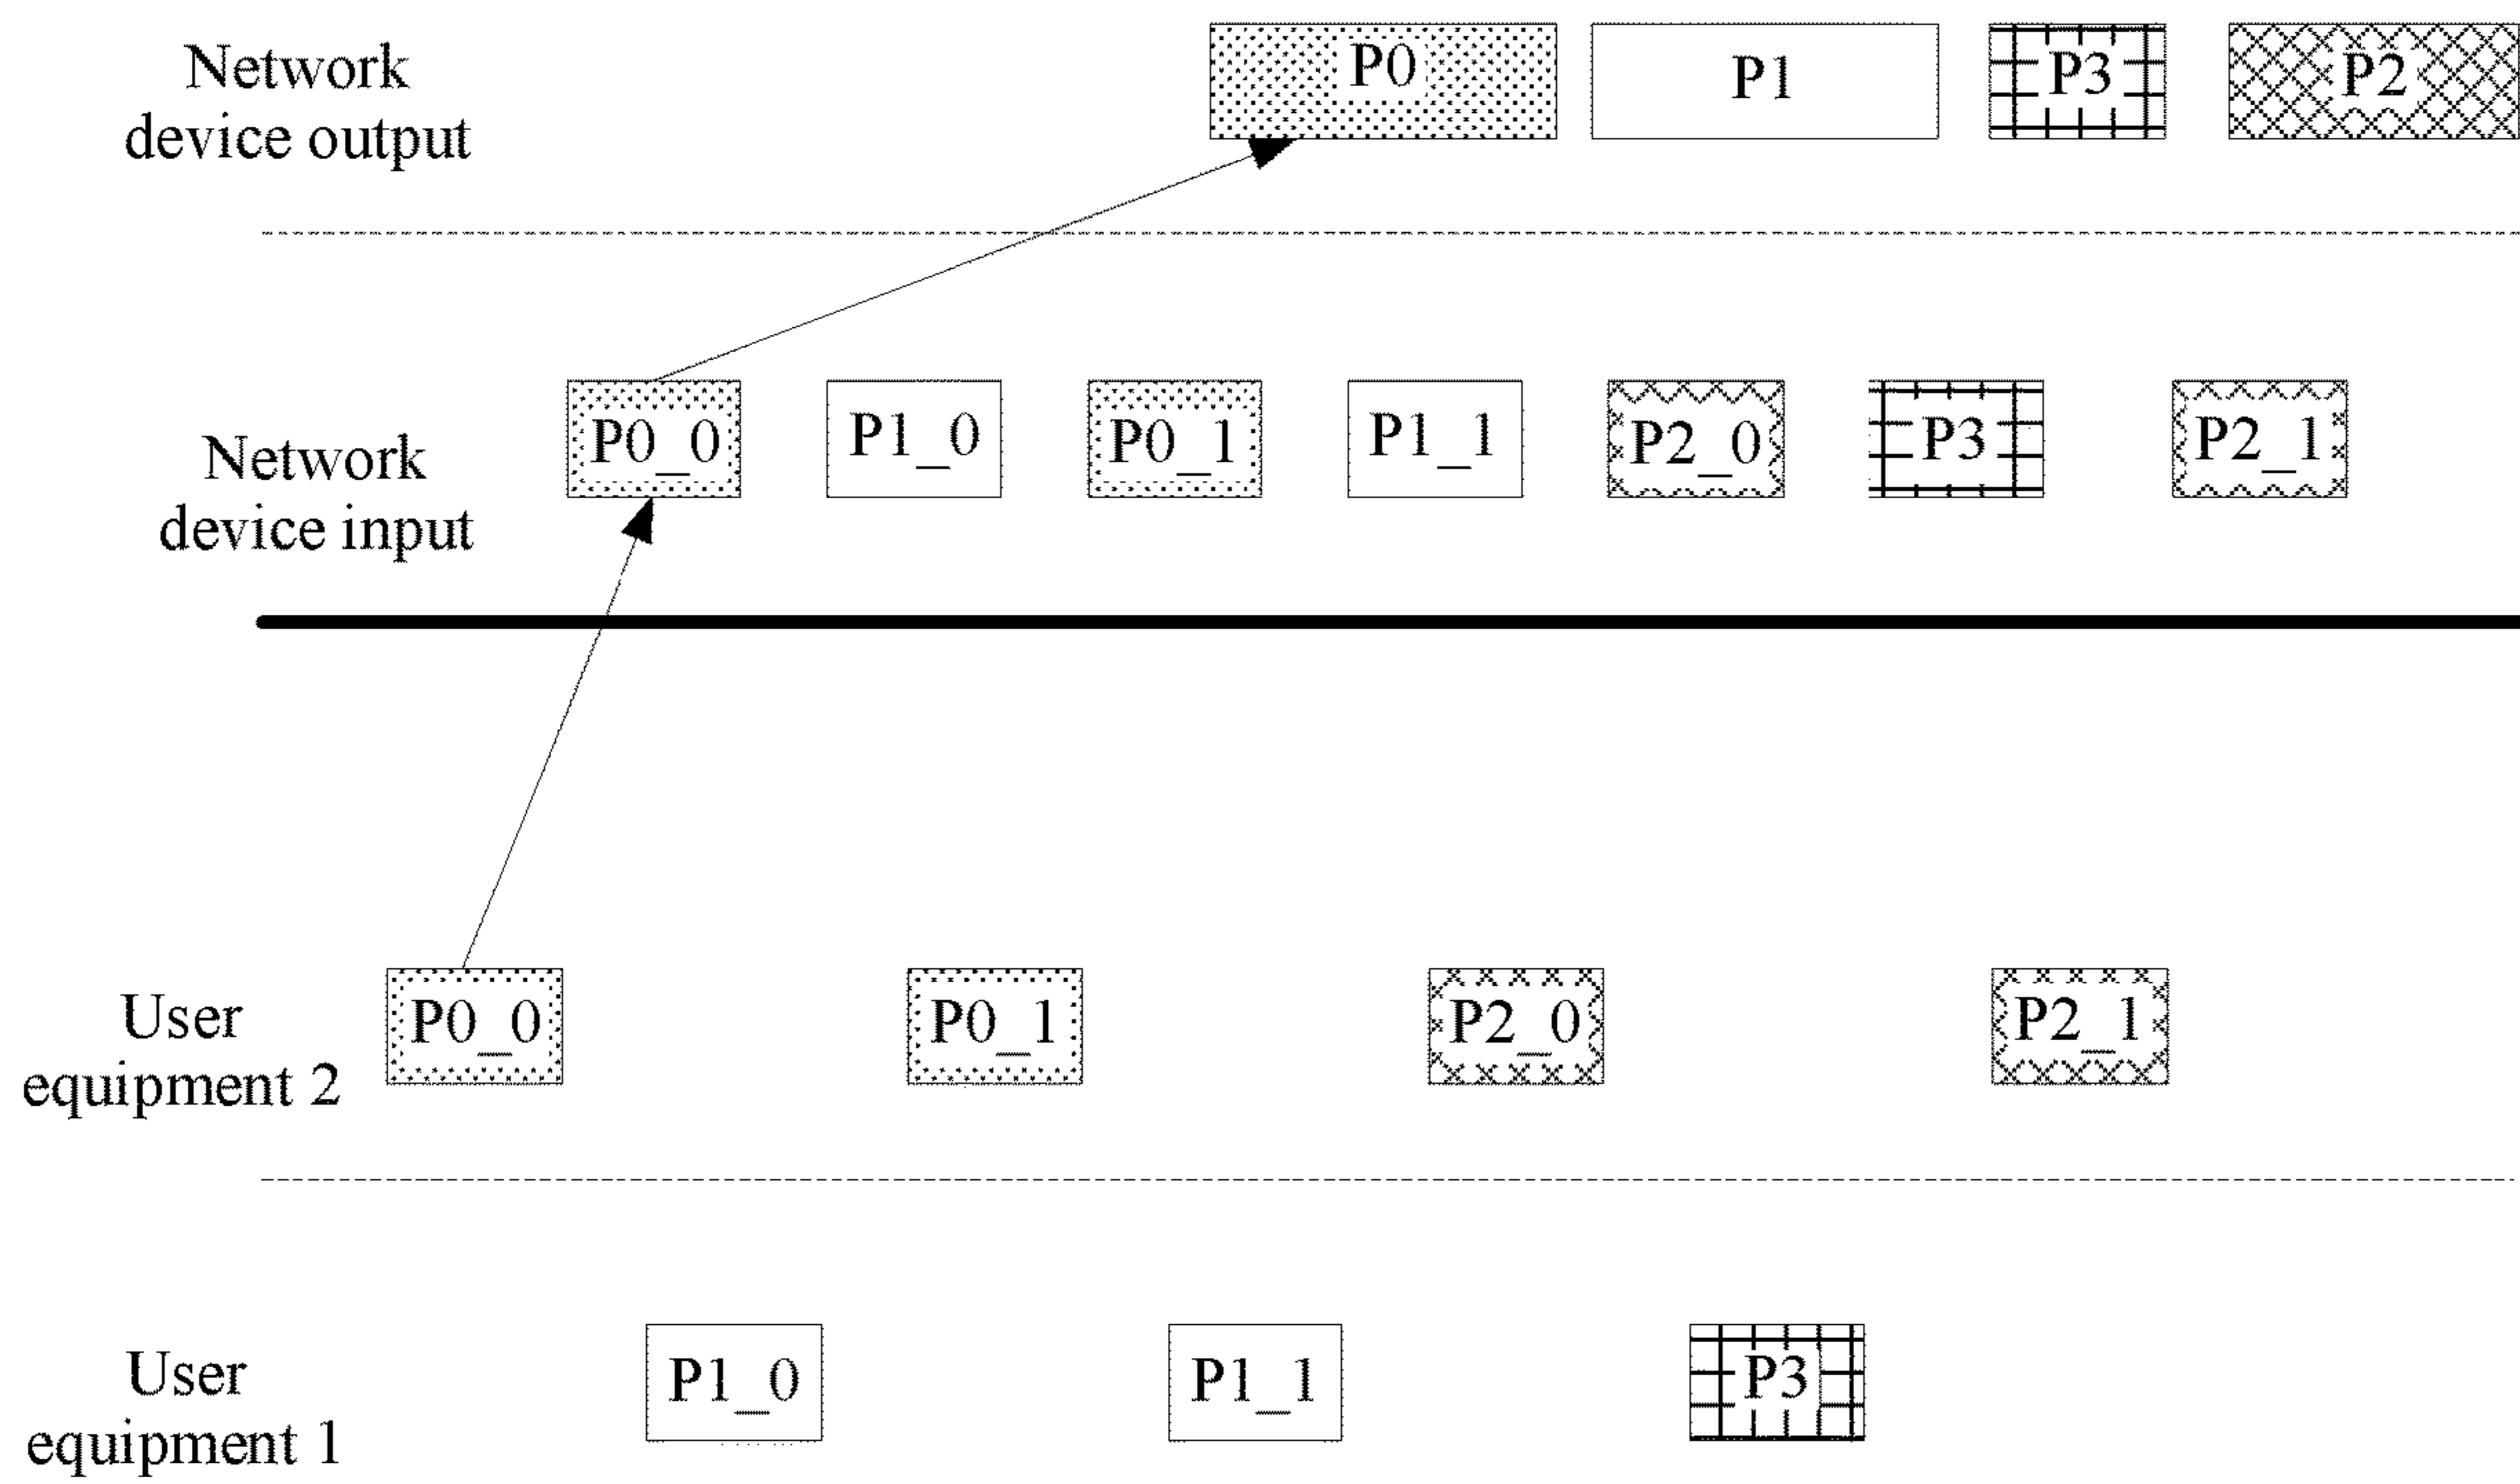 Network
device output
P0
P1
P3
P2
Network
device input
P0_0
P1_0
P0_1
P1_1
P2_0
P3
P2_1
User
equipment 2
P0_0
P0_1
P2_0
P2_1
User
equipment 1
P1_0
P1_1
P3